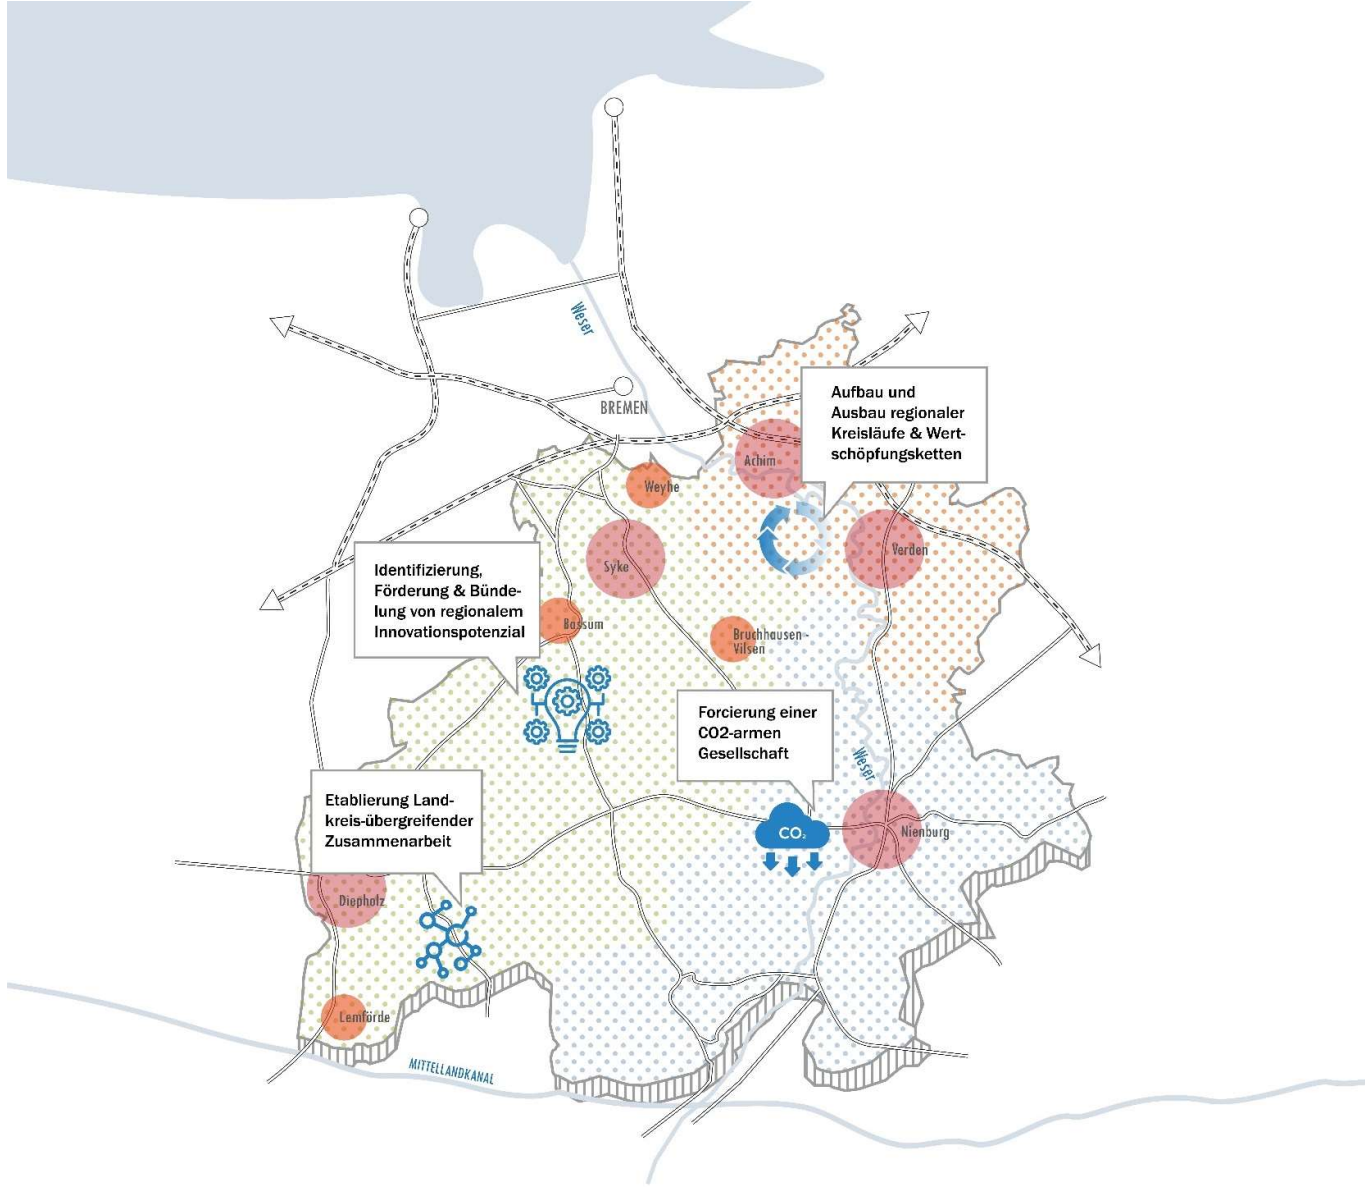 Weser
BREMEN
Aufbau und
Ausbau regionaler
Kreisläufe & Wert-
schöpfungsketten
Achim
Weyhe
Verden
Syke
Identifizierung,
Förderung & Bünde-
lung von regionalem
Innovationspotenzial
Bassum
Bruchhausen -
Vilsen
Forcierung einer
CO2-armen
Gesellschaft
Weser
Etablierung Land-
kreis-übergreifender
Zusammenarbeit
CO₂
Nienburg
Diepholz
Lemförde
MITTELLANDKANAL